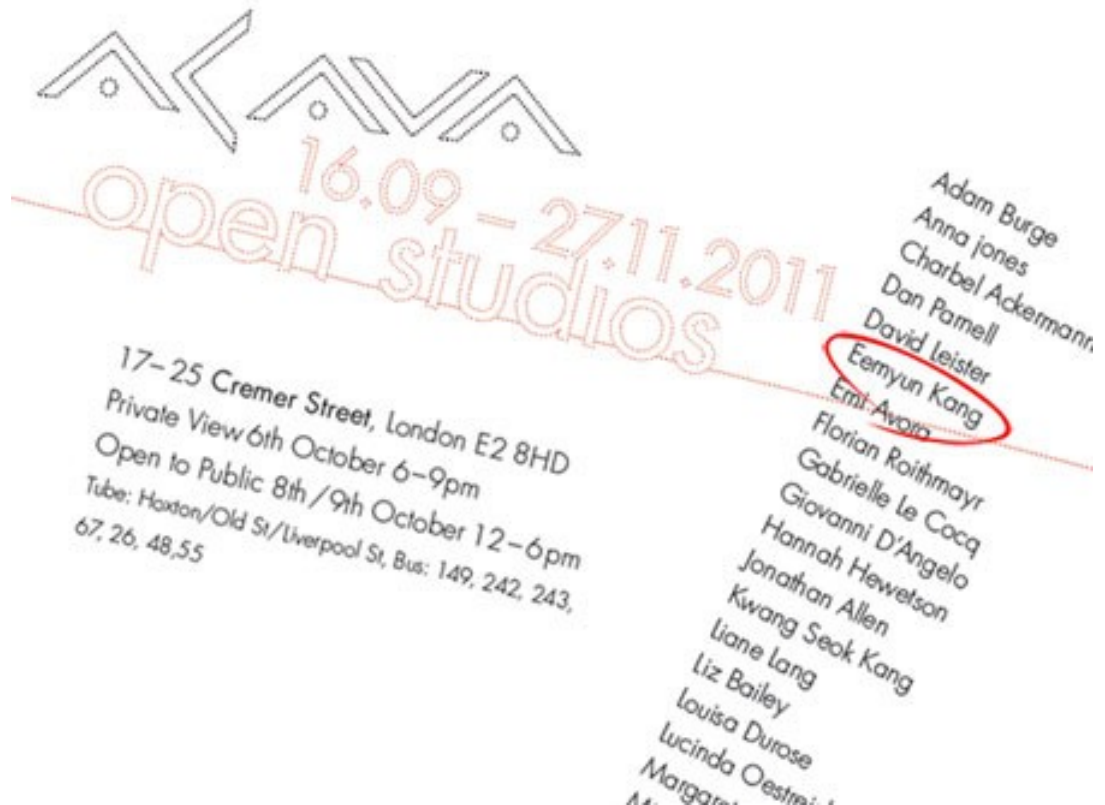 ACAVA
16.09 – 27.11.2011
open studios
17–25 Cremer Street, London E2 8HD
Private View 6th October 6–9pm
Open to Public 8th/9th October 12–6pm
Tube: Hoxton/Old St/Liverpool St, Bus: 149, 242, 243,
67, 26, 48,55
Adam Burge
Anna jones
Charbel Ackermann
Dan Parnell
David Leister
Eemyun Kang
Emi Avora
Florian Roithmayr
Gabrielle Le Cocq
Giovanni D'Angelo
Hannah Hewetson
Jonathan Allen
Kwang Seok Kang
Liane Lang
Liz Bailey
Louisa Durose
Lucinda